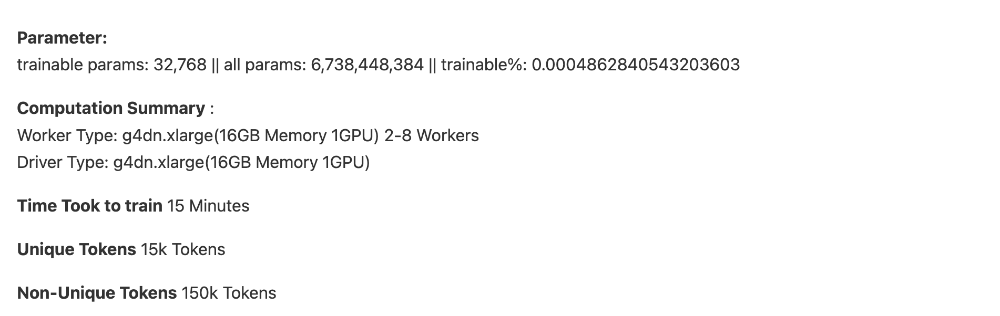 Parameter:
trainable params: 32,768 || all params: 6,738,448,384 || trainable%: 0.0004862840543203603
Computation Summary :
Worker Type: g4dn.xlarge(16GB Memory 1GPU) 2-8 Workers
Driver Type: g4dn.xlarge(16GB Memory 1GPU)
Time Took to train 15 Minutes
Unique Tokens 15k Tokens
Non-Unique Tokens 150k Tokens